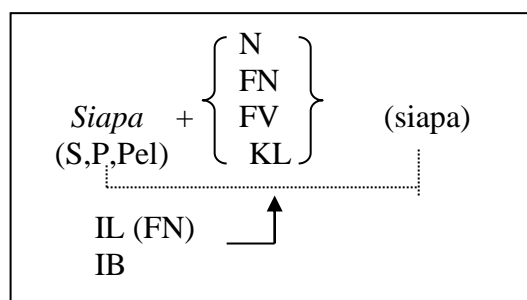 N
FN
Siapa + FV (siapa)
(S,P,Pel) KL
IL (FN)
IB